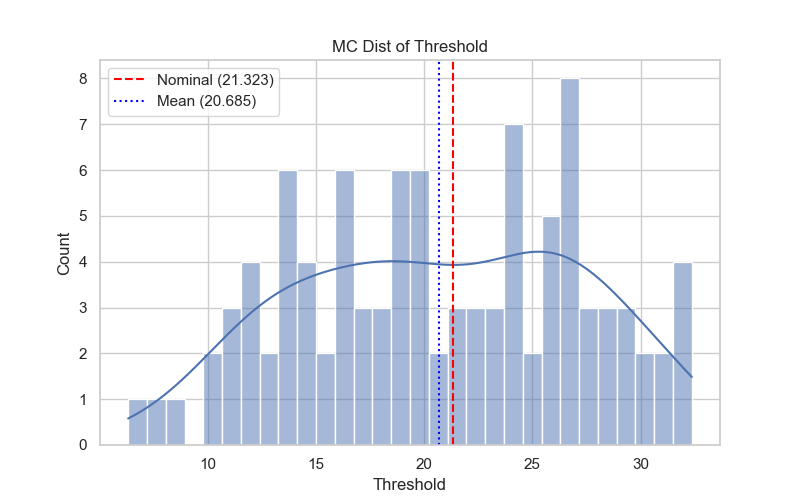 MC Dist of Threshold
Nominal (21.323)
Mean (20.685)
8
7
6
5
4
3
2
1
0
Count
10 15 20 25 30
Threshold